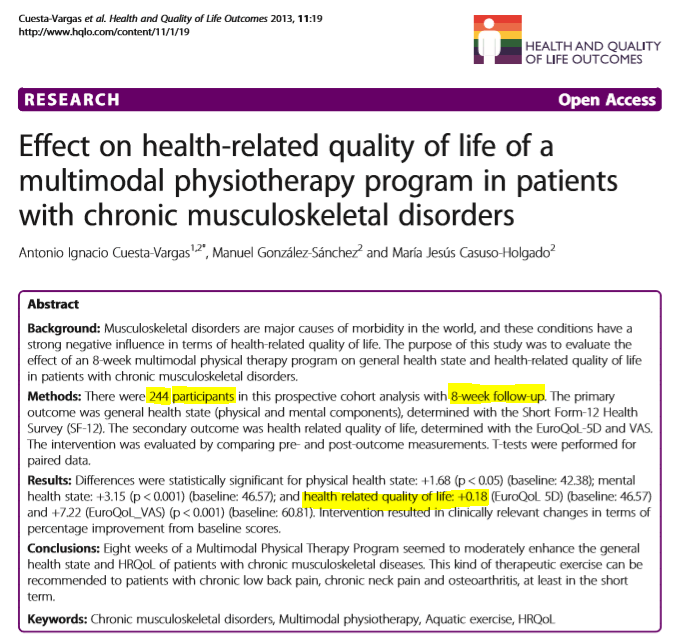 Cuesta-Vargas et al. Health and Quality of Life Outcomes 2013, 11:19
http://www.hqlo.com/content/11/1/19
HEALTH AND QUALITY
OF LIFE OUTCOMES
RESEARCH Open Access
Effect on health-related quality of life of a
multimodal physiotherapy program in patients
with chronic musculoskeletal disorders
Antonio Ignacio Cuesta-Vargas1,2*, Manuel González-Sánchez2 and María Jesús Casuso-Holgado2
Abstract
Background: Musculoskeletal disorders are major causes of morbidity in the world, and these conditions have a
strong negative influence in terms of health-related quality of life. The purpose of this study was to evaluate the
effect of an 8-week multimodal physical therapy program on general health state and health-related quality of life
in patients with chronic musculoskeletal disorders.
Methods: There were 244 participants in this prospective cohort analysis with 8-week follow-up. The primary
outcome was general health state (physical and mental components), determined with the Short Form-12 Health
Survey (SF-12). The secondary outcome was health related quality of life, determined with the EuroQoL-5D and VAS.
The intervention was evaluated by comparing pre- and post-outcome measurements. T-tests were performed for
paired data.
Results: Differences were statistically significant for physical health state: +1.68 (p < 0.05) (baseline: 42.38); mental
health state: +3.15 (p < 0.001) (baseline: 46.57); and health related quality of life: +0.18 (EuroQoL 5D) (baseline: 46.57)
and +7.22 (EuroQoL_VAS) (p < 0.001) (baseline: 60.81). Intervention resulted in clinically relevant changes in terms of
percentage improvement from baseline scores.
Conclusions: Eight weeks of a Multimodal Physical Therapy Program seemed to moderately enhance the general
health state and HRQoL of patients with chronic musculoskeletal diseases. This kind of therapeutic exercise can be
recommended to patients with chronic low back pain, chronic neck pain and osteoarthritis, at least in the short
term.
Keywords: Chronic musculoskeletal disorders, Multimodal physiotherapy, Aquatic exercise, HRQoL